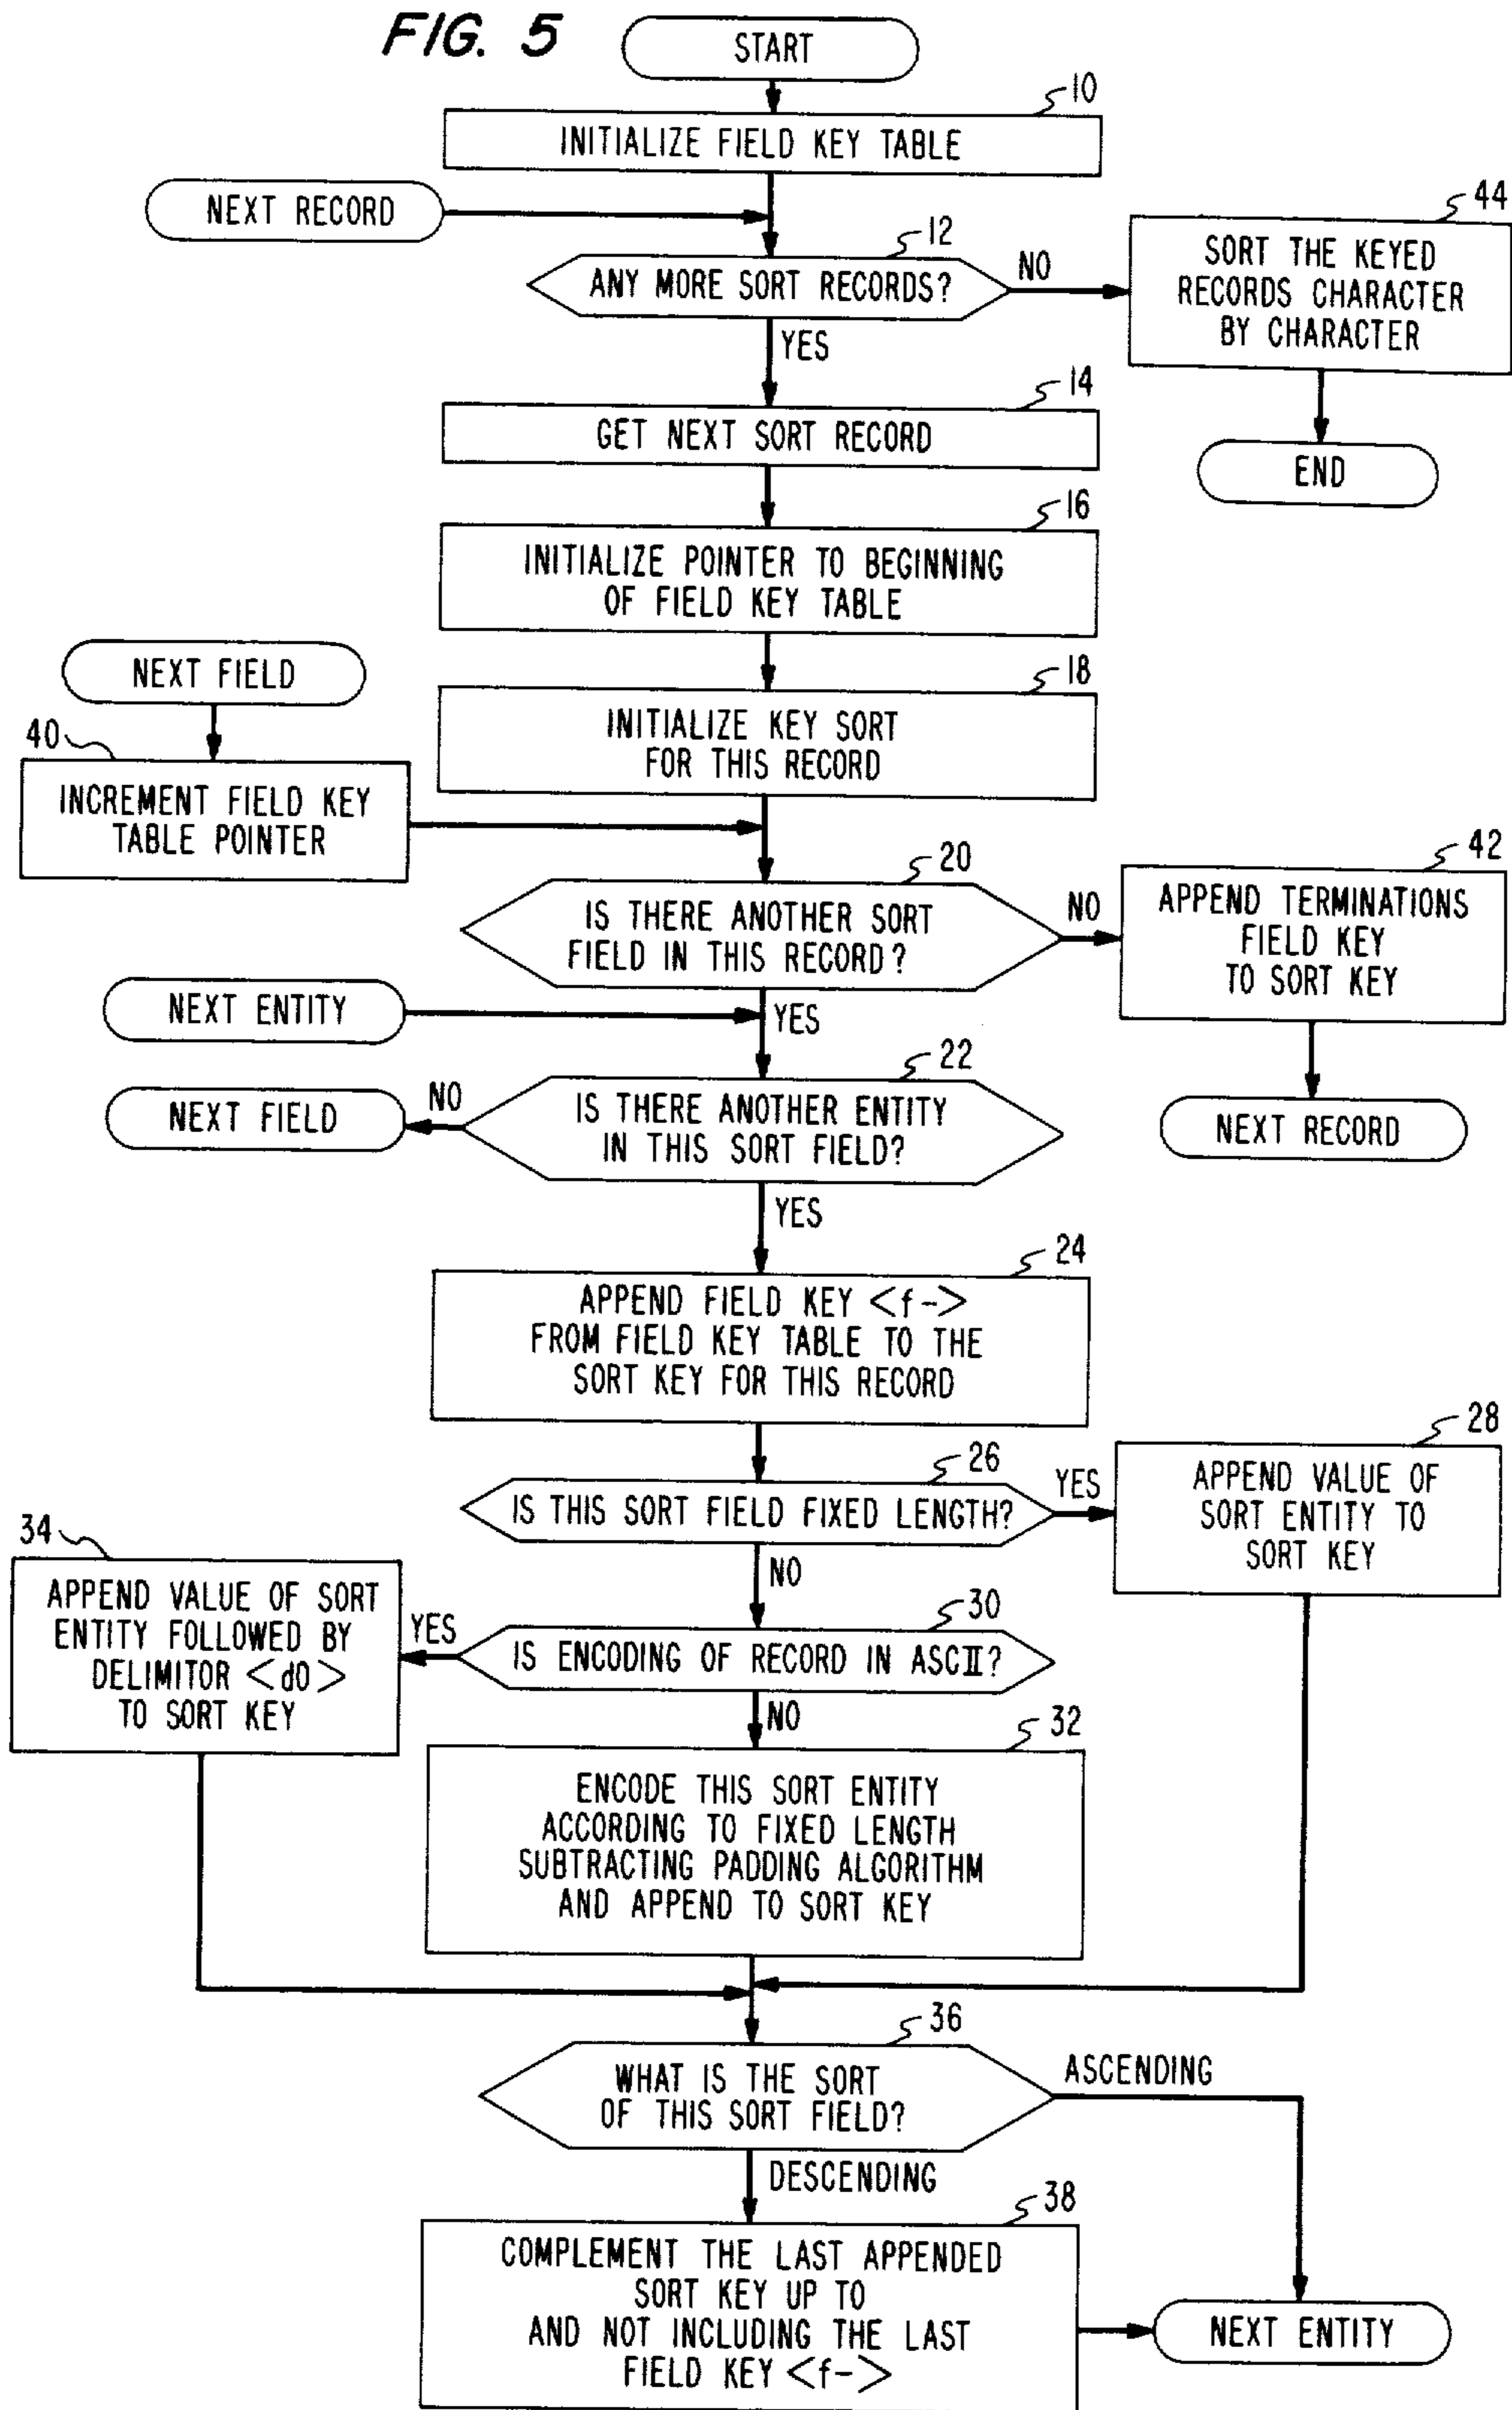 FIG. 5
START
10
INITIALIZE FIELD KEY TABLE
NEXT RECORD
12
ANY MORE SORT RECORDS?
NO
44
SORT THE KEYED
RECORDS CHARACTER
BY CHARACTER
YES
14
GET NEXT SORT RECORD
END
16
INITIALIZE POINTER TO BEGINNING
OF FIELD KEY TABLE
NEXT FIELD
18
INITIALIZE KEY SORT
FOR THIS RECORD
40
INCREMENT FIELD KEY
TABLE POINTER
20
IS THERE ANOTHER SORT
FIELD IN THIS RECORD?
NO
42
APPEND TERMINATIONS
FIELD KEY
TO SORT KEY
NEXT ENTITY
YES
22
IS THERE ANOTHER ENTITY
IN THIS SORT FIELD?
NO
NEXT FIELD
NEXT RECORD
YES
24
APPEND FIELD KEY <f->
FROM FIELD KEY TABLE TO THE
SORT KEY FOR THIS RECORD
26
IS THIS SORT FIELD FIXED LENGTH?
YES
28
APPEND VALUE OF
SORT ENTITY TO
SORT KEY
NO
34
APPEND VALUE OF SORT
ENTITY FOLLOWED BY
DELIMITOR <d0>
TO SORT KEY
YES
30
IS ENCODING OF RECORD IN ASCII?
NO
32
ENCODE THIS SORT ENTITY
ACCORDING TO FIXED LENGTH
SUBTRACTING PADDING ALGORITHM
AND APPEND TO SORT KEY
36
WHAT IS THE SORT
OF THIS SORT FIELD?
ASCENDING
DESCENDING
38
COMPLEMENT THE LAST APPENDED
SORT KEY UP TO
AND NOT INCLUDING THE LAST
FIELD KEY <f->
NEXT ENTITY